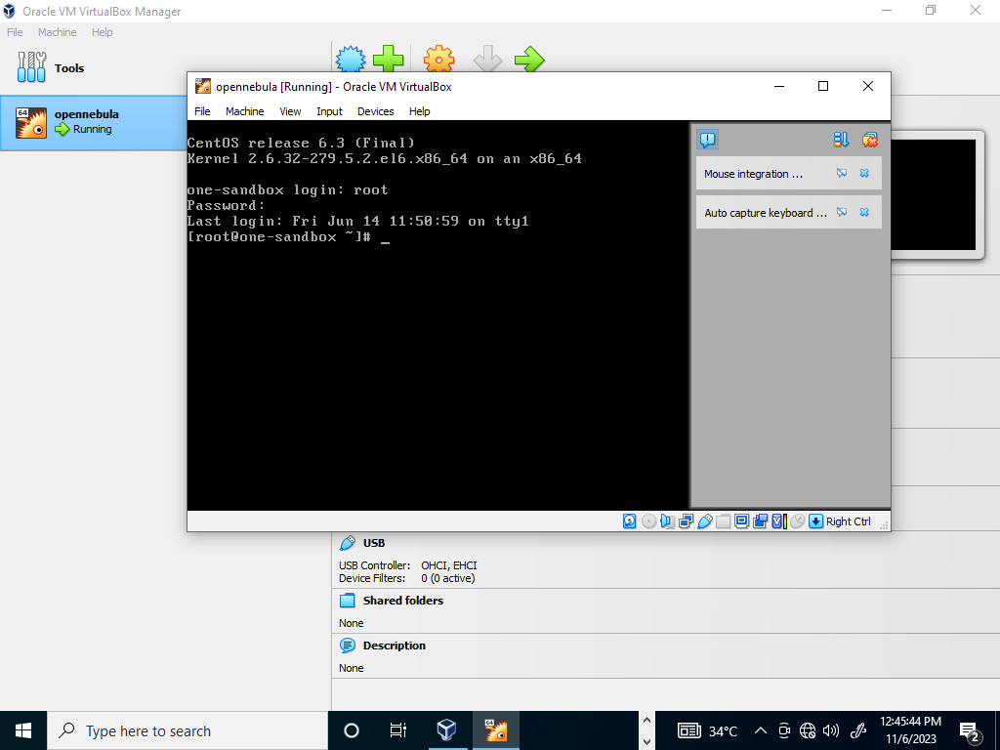 Oracle VM VirtualBox Manager
File Machine Help
Tools
64
opennebula
Running
opennebula [Running] - Oracle VM VirtualBox
File Machine View Input Devices Help
CentOS release 6.3 (Final)
Kernel 2.6.32-279.5.2.el6.x86_64 on an x86_64
one-sandbox login: root
Password:
Last login: Fri Jun 14 11:50:59 on tty1
[root@one-sandbox ~]# _
Mouse integration ...
Auto capture keyboard ...
Right Ctrl
USB
USB Controller: OHCI, EHCI
Device Filters: 0 (0 active)
Shared folders
None
Description
None
Type here to search
64
34°C
12:45:44 PM
11/6/2023
2